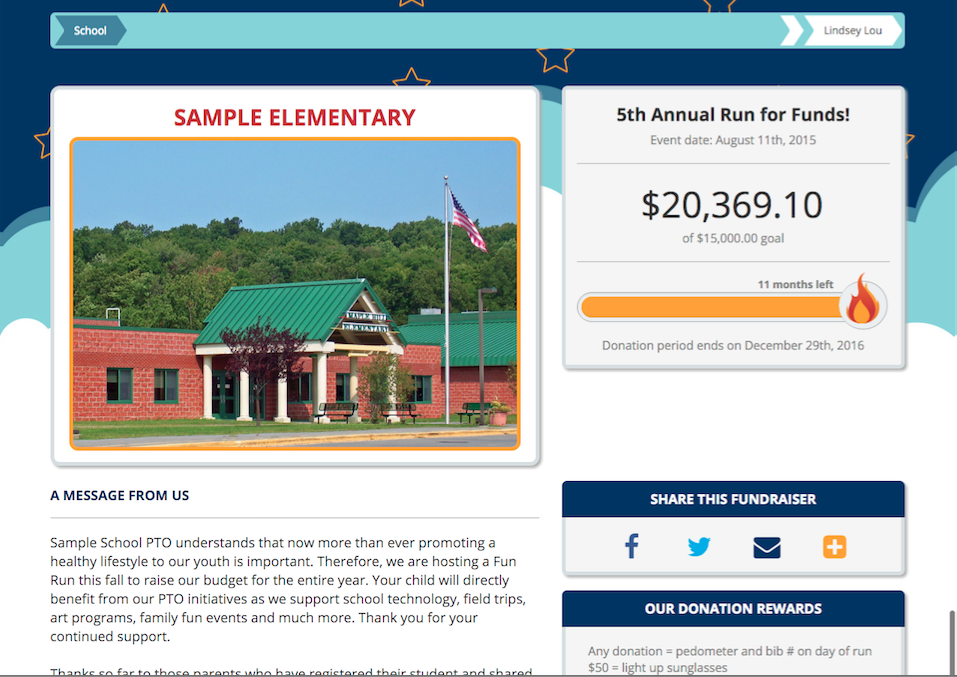 School
Lindsey Lou
SAMPLE ELEMENTARY
MAPLE HILL
ELEMENTARY
5th Annual Run for Funds!
Event date: August 11th, 2015
$20,369.10
of $15,000.00 goal
11 months left
Donation period ends on December 29th, 2016
A MESSAGE FROM US
Sample School PTO understands that now more than ever promoting a
healthy lifestyle to our youth is important. Therefore, we are hosting a Fun
Run this fall to raise our budget for the entire year. Your child will directly
benefit from our PTO initiatives as we support school technology, field trips,
art programs, family fun events and much more. Thank you for your
continued support.
Thanks so far to those parents who have registered their student and shared
SHARE THIS FUNDRAISER
OUR DONATION REWARDS
Any donation = pedometer and bib # on day of run
$50 = light up sunglasses